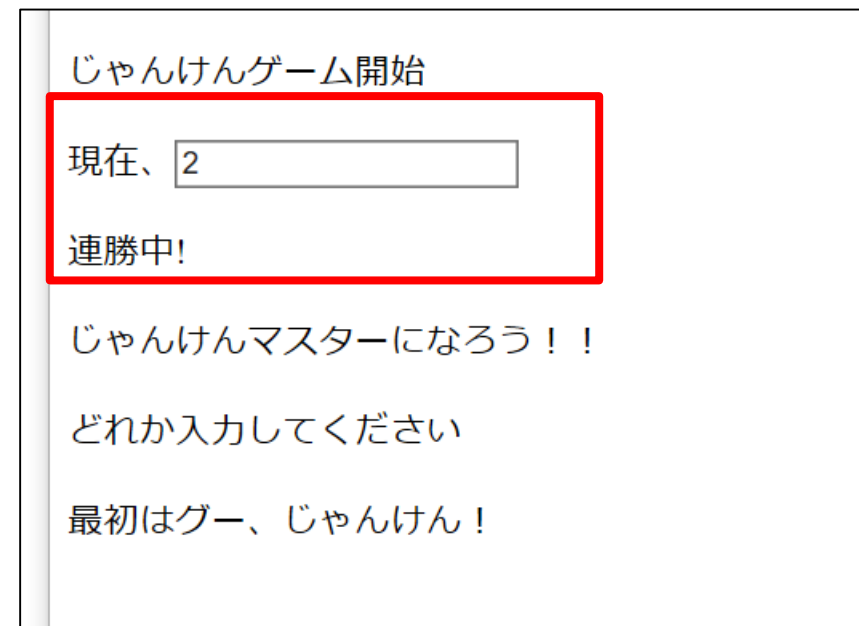 じゃんけんゲーム開始
現在、2
連勝中!
じゃんけんマスターになろう！！
どれか入力してください
最初はグー、じゃんけん！